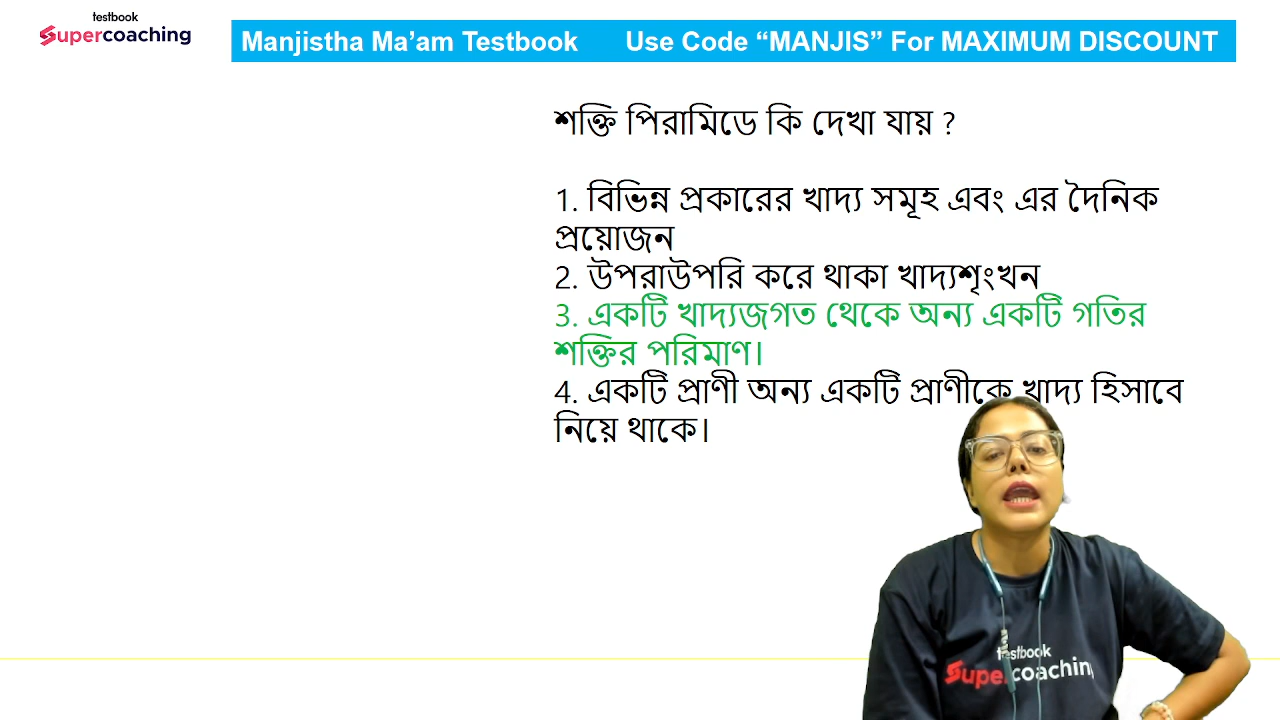 testbook
Supercoaching
Manjistha Ma’am Testbook Use Code “MANJIS” For MAXIMUM DISCOUNT
শক্তি পিরামিডে কি দেখা যায় ?
1. বিভিন্ন প্রকারের খাদ্য সমূহ এবং এর দৈনিক
প্রয়োজন
2. উপরাউপরি করে থাকা খাদ্যশৃংখন
3. একটি খাদ্যজগত থেকে অন্য একটি গতির
শক্তির পরিমাণ।
4. একটি প্রাণী অন্য একটি প্রাণীকে খাদ্য হিসাবে
নিয়ে থাকে।
testbook
Supercoaching